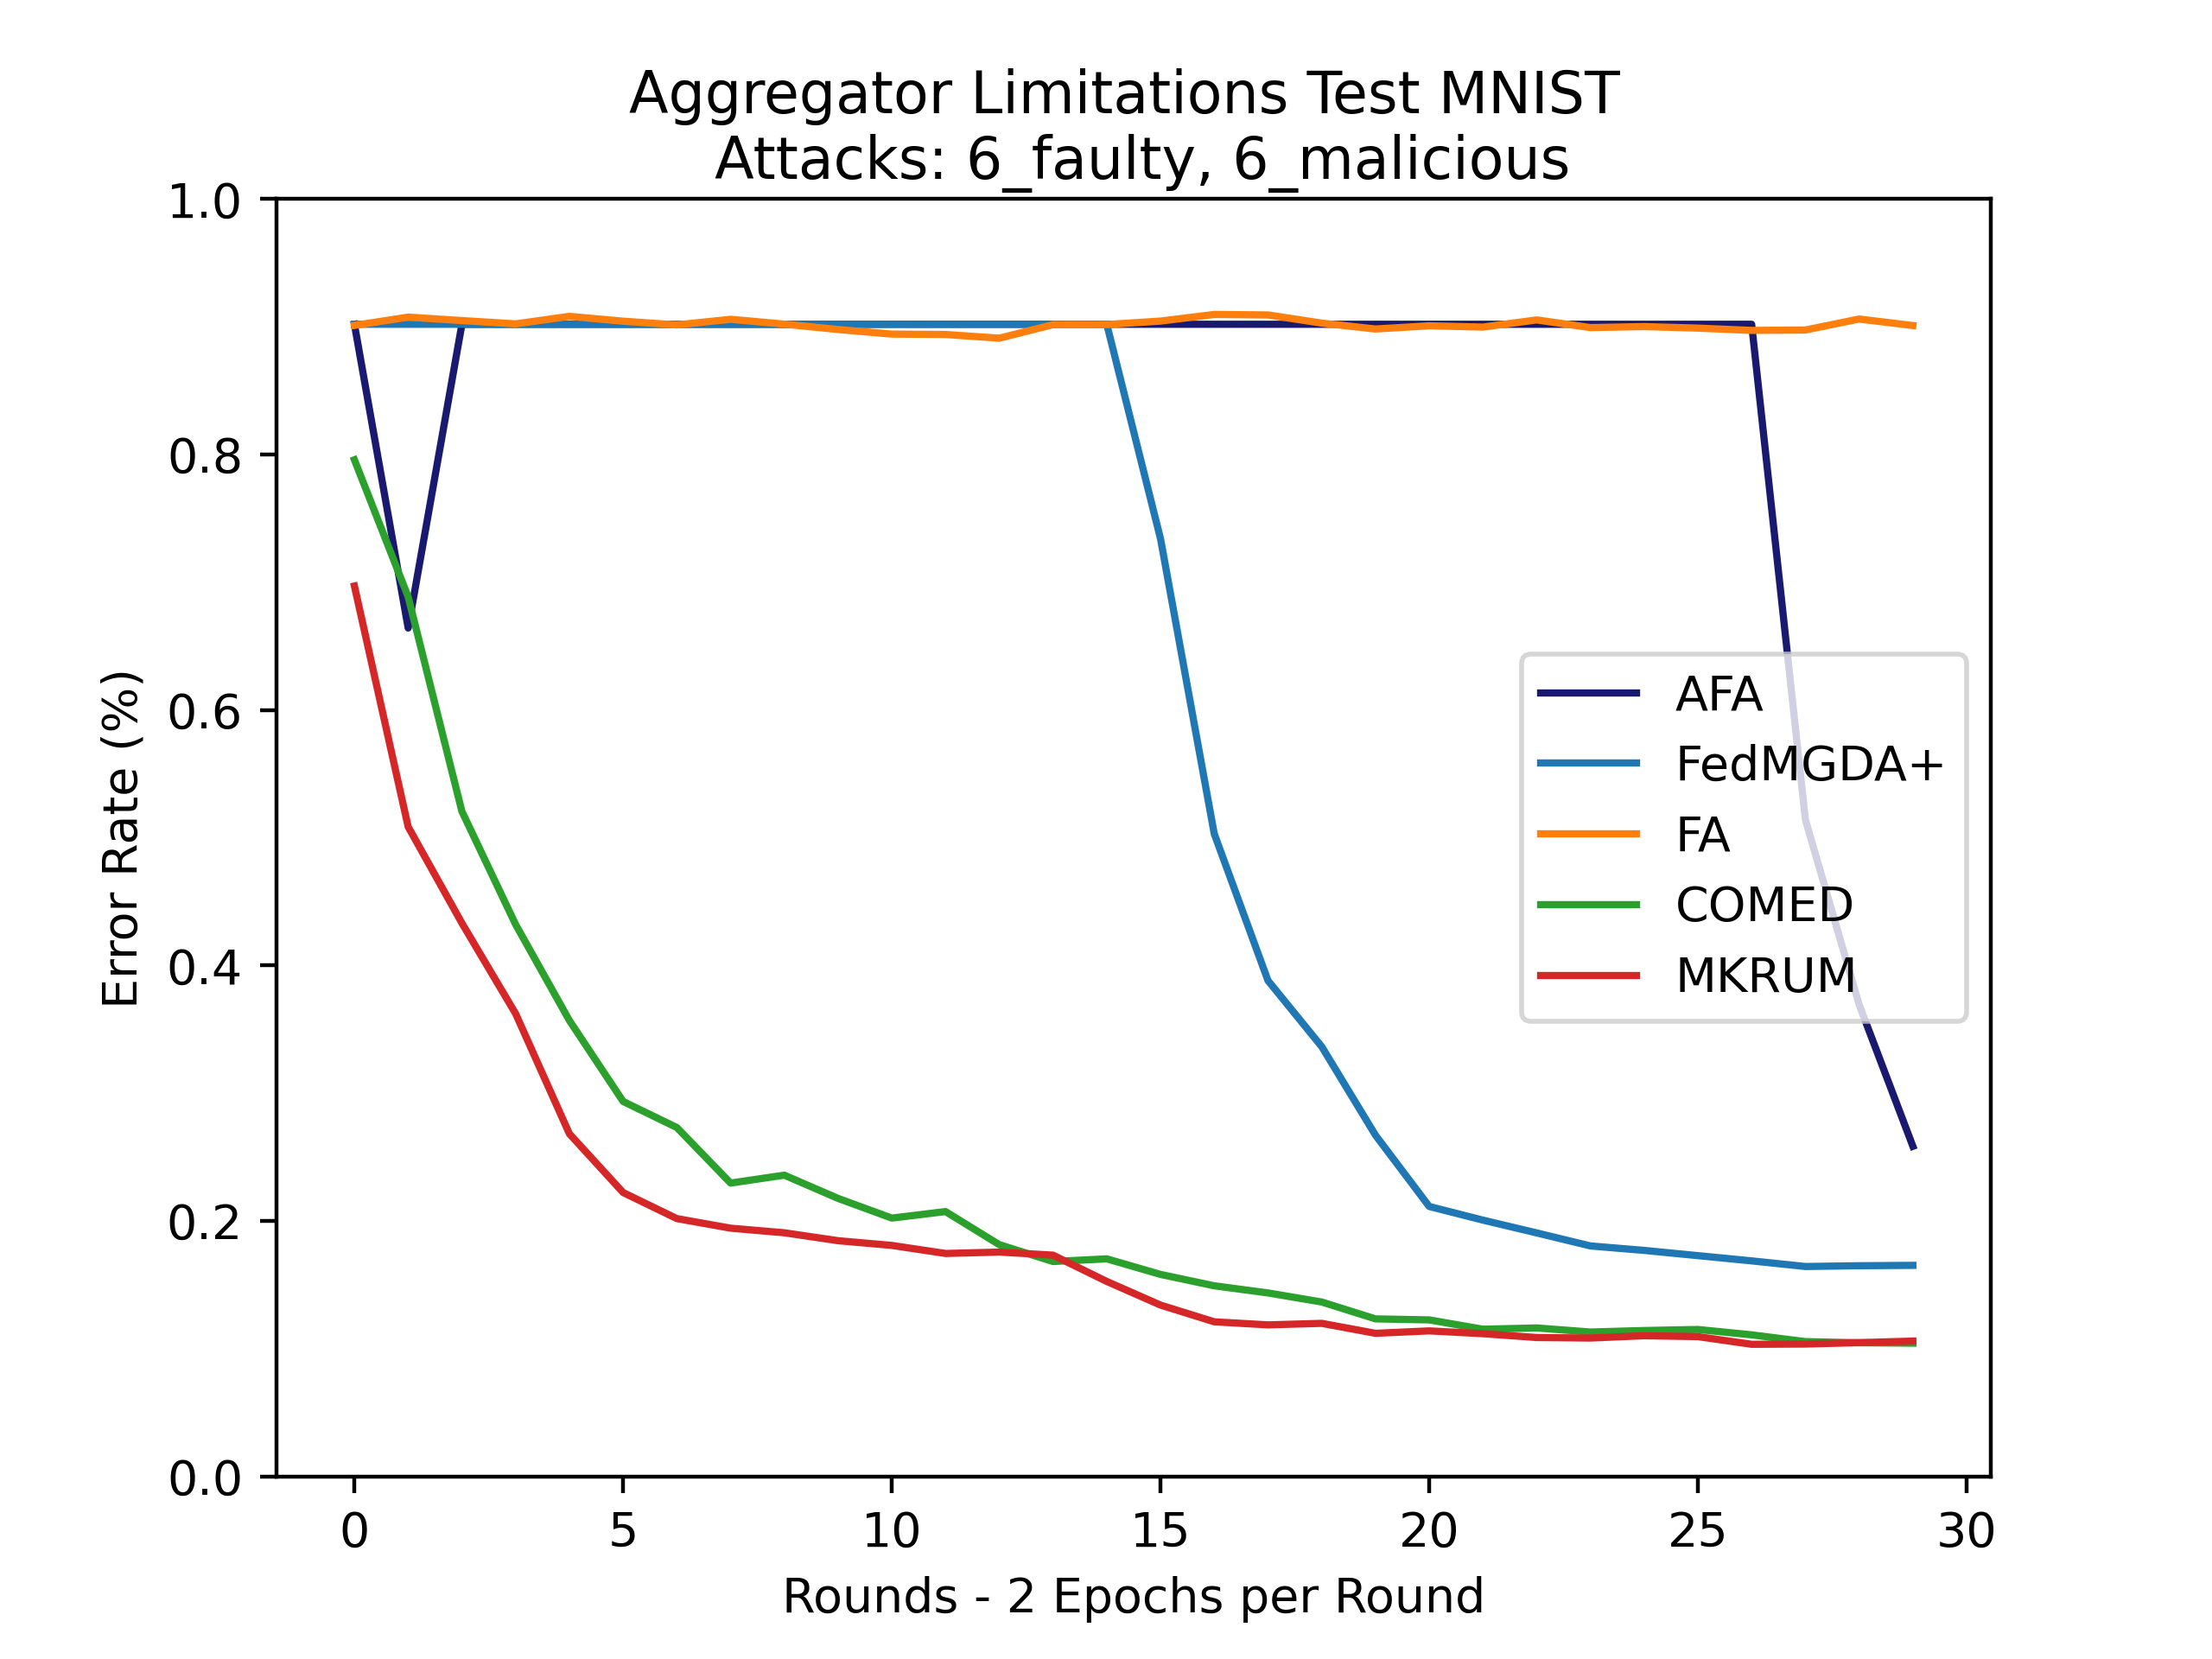 Aggregator Limitations Test MNIST
Attacks: 6_faulty, 6_malicious
1.0
0.8
0.6
0.4
0.2
0.0
Error Rate (%)
AFA
FedMGDA+
FA
COMED
MKRUM
0 5 10 15 20 25 30
Rounds - 2 Epochs per Round